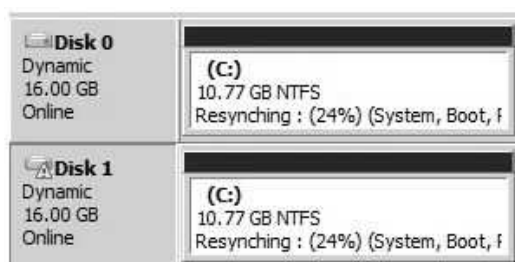 Disk 0
Dynamic
16.00 GB
Online
(C:)
10.77 GB NTFS
Resynching : (24%) (System, Boot, F
Disk 1
Dynamic
16.00 GB
Online
(C:)
10.77 GB NTFS
Resynching : (24%) (System, Boot, F